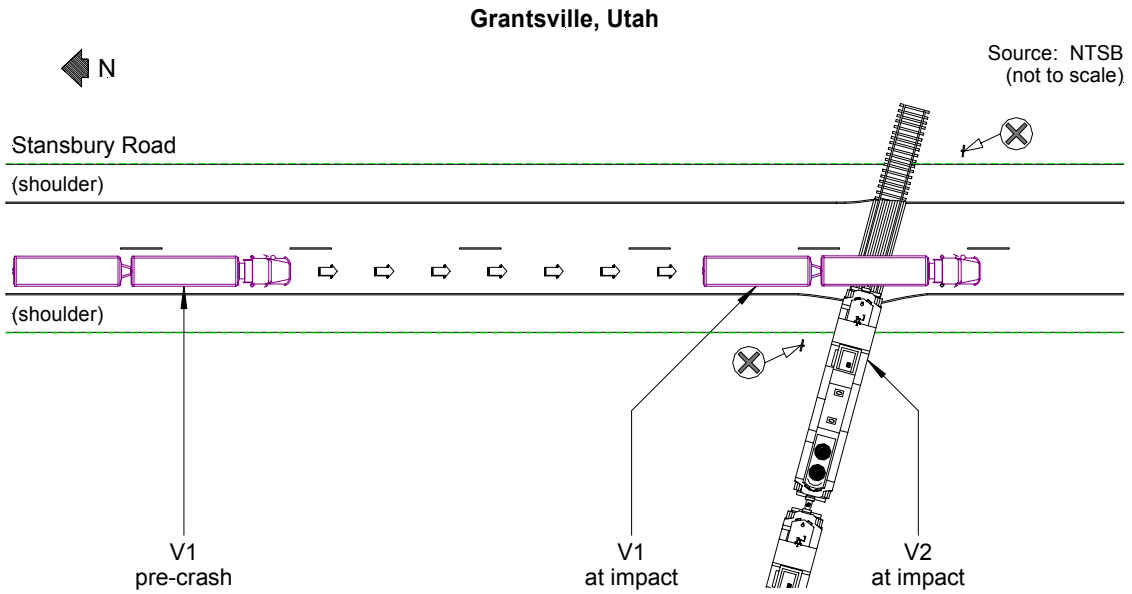 Grantsville, Utah
N
Source: NTSB
(not to scale)
Stansbury Road
(shoulder)
(shoulder)
V1
pre-crash
V1
at impact
V2
at impact